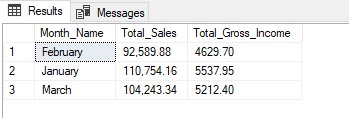 Results Messages
Month_Name Total_Sales Total_Gross_Income
1 February 92,589.88 4629.70
2 January 110,754.16 5537.95
3 March 104,243.34 5212.40